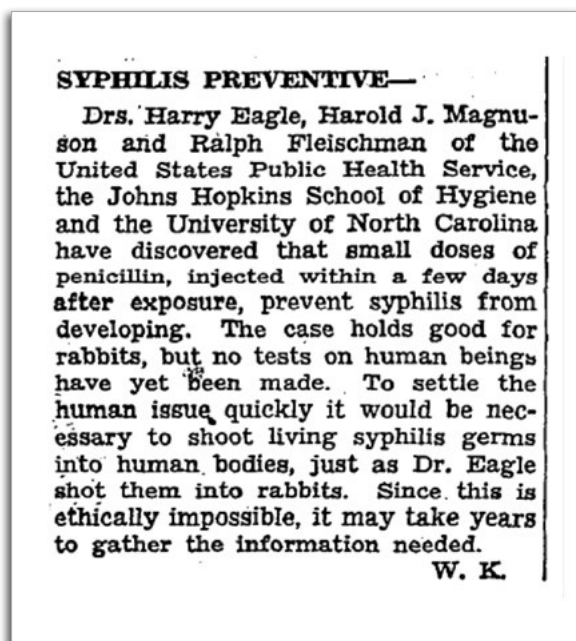 SYPHILIS PREVENTIVE—
Drs. Harry Eagle, Harold J. Magnu-
son and Ralph Fleischman of the
United States Public Health Service,
the Johns Hopkins School of Hygiene
and the University of North Carolina
have discovered that small doses of
penicillin, injected within a few days
after exposure, prevent syphilis from
developing. The case holds good for
rabbits, but no tests on human beings
have yet been made. To settle the
human issue quickly it would be nec-
essary to shoot living syphilis germs
into human bodies, just as Dr. Eagle
shot them into rabbits. Since this is
ethically impossible, it may take years
to gather the information needed.
W. K.